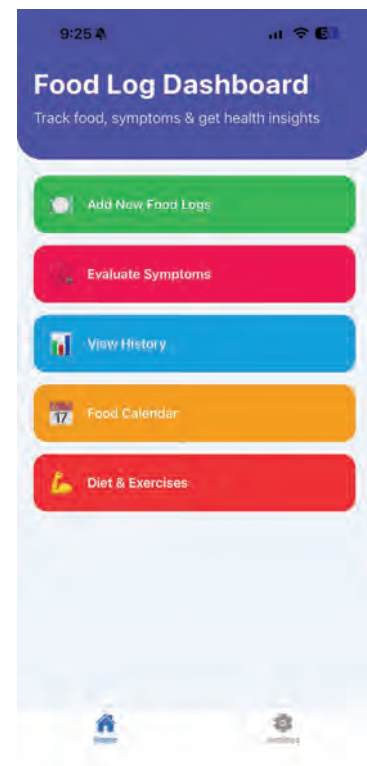 9:25
Food Log Dashboard
Track food, symptoms & get health insights
Add New Food Logs
Evaluate Symptoms
View History
17
Food Calendar
Diet & Exercises
Home
Settings